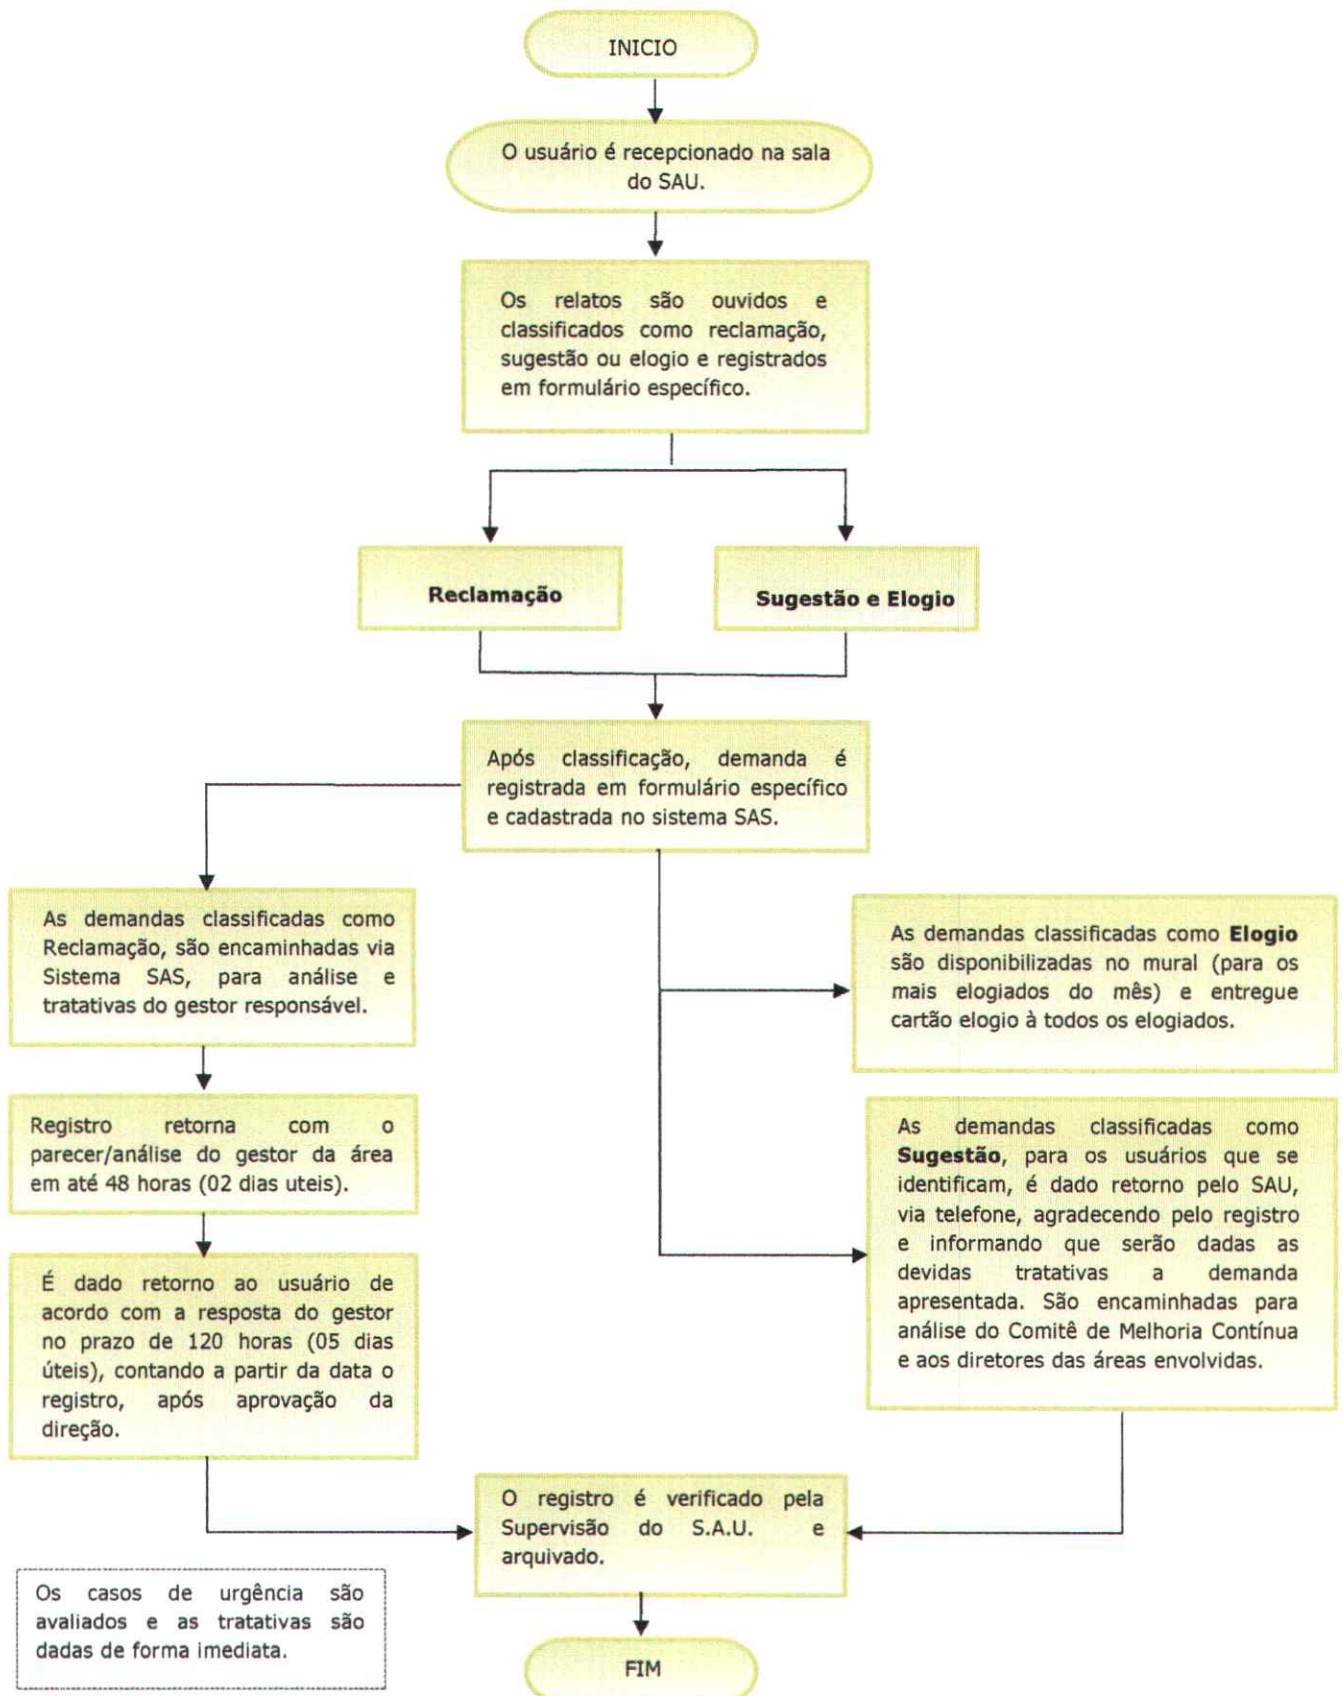 INICIO
O usuário é recepcionado na sala
do SAU.
Os relatos são ouvidos e
classificados como reclamação,
sugestão ou elogio e registrados
em formulário específico.
Reclamação
Sugestão e Elogio
Após classificação, demanda é
registrada em formulário específico
e cadastrada no sistema SAS.
As demandas classificadas como
Reclamação, são encaminhadas via
Sistema SAS, para análise e
tratativas do gestor responsável.
Registro retorna com o
parecer/análise do gestor da área
em até 48 horas (02 dias uteis).
É dado retorno ao usuário de
acordo com a resposta do gestor
no prazo de 120 horas (05 dias
úteis), contando a partir da data o
registro, após aprovação da
direção.
As demandas classificadas como Elogio
são disponibilizadas no mural (para os
mais elogiados do mês) e entregue
cartão elogio à todos os elogiados.
As demandas classificadas como
Sugestão, para os usuários que se
identificam, é dado retorno pelo SAU,
via telefone, agradecendo pelo registro
e informando que serão dadas as
devidas tratativas a demanda
apresentada. São encaminhadas para
análise do Comitê de Melhoria Contínua
e aos diretores das áreas envolvidas.
O registro é verificado pela
Supervisão do S.A.U. e
arquivado.
Os casos de urgência são
avaliados e as tratativas são
dadas de forma imediata.
FIM